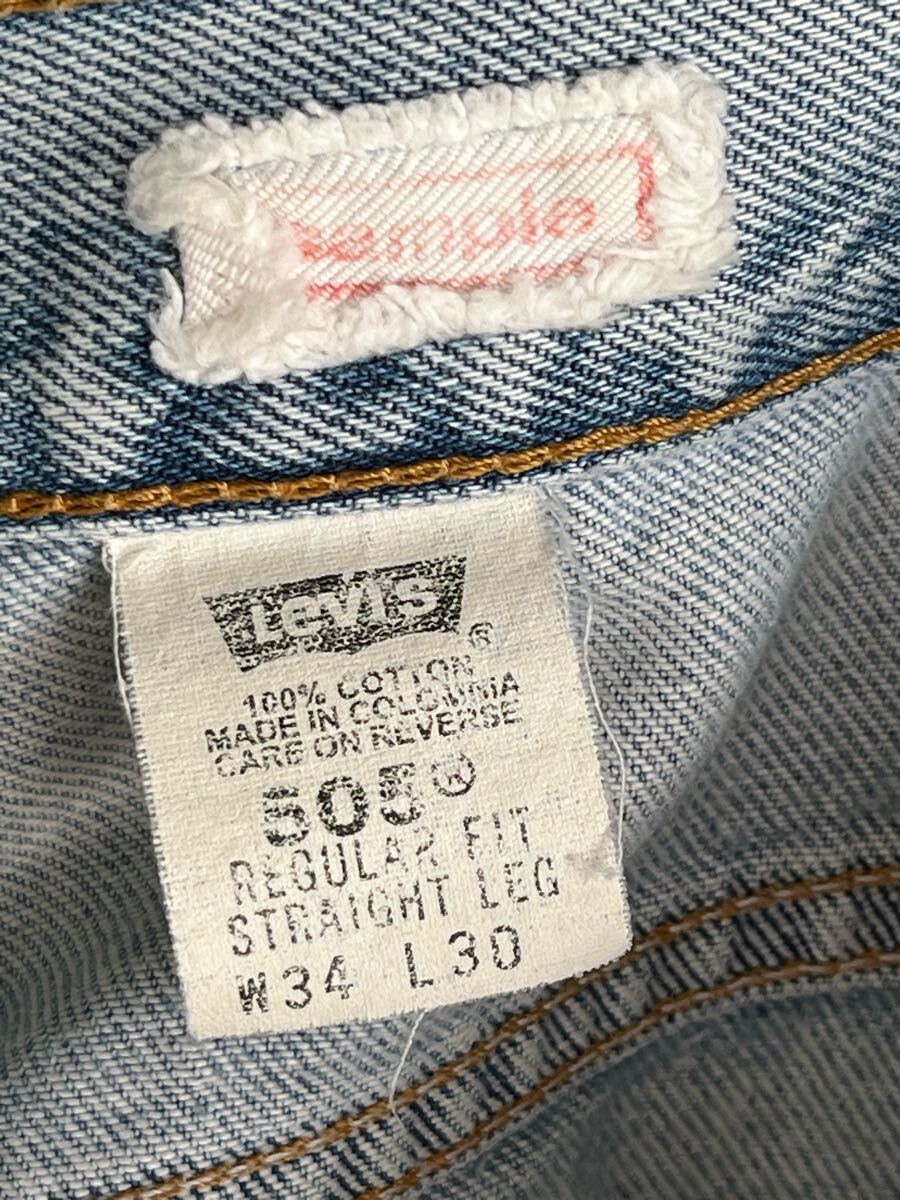 sample
Levi's®
100% COTTON
MADE IN COLOMBIA
CARE ON REVERSE
505®
REGULAR FIT
STRAIGHT LEG
W34 L30